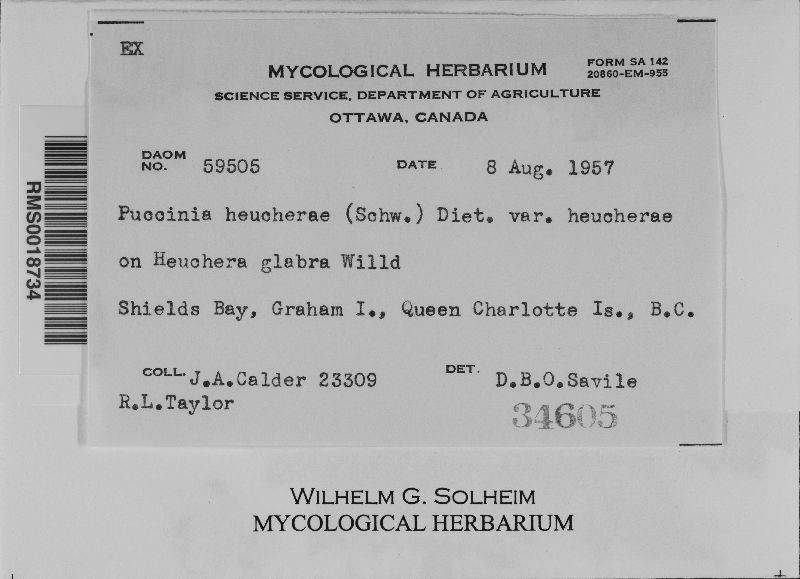 EX
MYCOLOGICAL HERBARIUM
FORM SA 142
20860-EM-955
SCIENCE SERVICE, DEPARTMENT OF AGRICULTURE
OTTAWA, CANADA
DAOM NO. 59505 DATE 8 Aug. 1957
Puccinia heucherae (Schw.) Diet. var. heucherae
on Heuchera glabra Willd
Shields Bay, Graham I., Queen Charlotte Is., B.C.
COLL. J.A.Calder 23309 DET. D.B.O.Savile
R.L.Taylor
34605
RMS0018734
WILHELM G. SOLHEIM
MYCOLOGICAL HERBARIUM